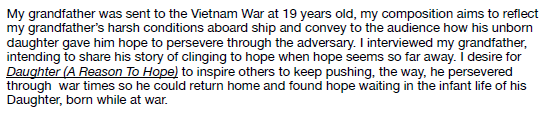 My grandfather was sent to the Vietnam War at 19 years old, my composition aims to reflect
my grandfather's harsh conditions aboard ship and convey to the audience how his unborn
daughter gave him hope to persevere through the adversary. I interviewed my grandfather,
intending to share his story of clinging to hope when hope seems so far away. I desire for
Daughter (A Reason To Hope) to inspire others to keep pushing, the way, he persevered
through  war times so he could return home and found hope waiting in the infant life of his
Daughter, born while at war.